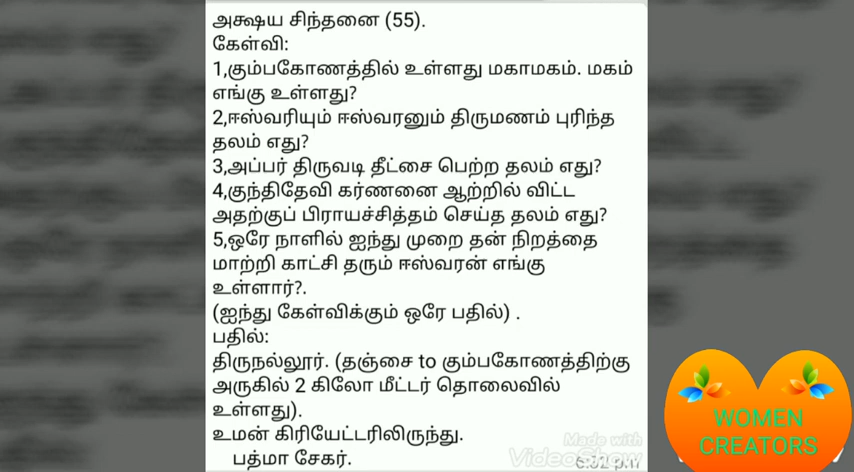 அக்ஷய சிந்தனை (55).
கேள்வி:
1,கும்பகோணத்தில் உள்ளது மகாமகம். மகம்
எங்கு உள்ளது?
2,ஈஸ்வரியும் ஈஸ்வரனும் திருமணம் புரிந்த
தலம் எது?
3,அப்பர் திருவடி தீட்சை பெற்ற தலம் எது?
4,குந்திதேவி கர்ணனை ஆற்றில் விட்ட
அதற்குப் பிராயச்சித்தம் செய்த தலம் எது?
5,ஒரே நாளில் ஐந்து முறை தன் நிறத்தை
மாற்றி காட்சி தரும் ஈஸ்வரன் எங்கு
உள்ளார்?.
(ஐந்து கேள்விக்கும் ஒரே பதில்) .
பதில்:
திருநல்லூர். (தஞ்சை to கும்பகோணத்திற்கு
அருகில் 2 கிலோ மீட்டர் தொலைவில்
உள்ளது).
உமன் கிரியேட்டரிலிருந்து.
பத்மா சேகர்.
Made with
VideoShow
6:32 pm
WOMEN
CREATORS